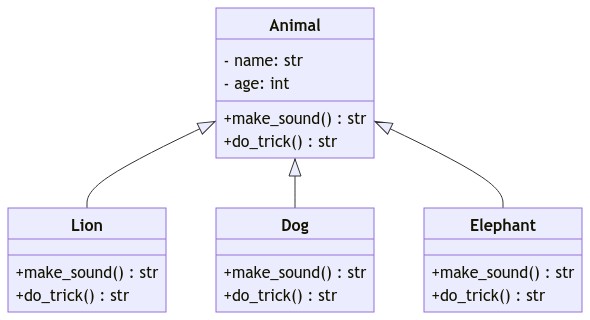 Animal
- name: str
- age: int
+make_sound() : str
+do_trick() : str
Lion
+make_sound() : str
+do_trick() : str
Dog
+make_sound() : str
+do_trick() : str
Elephant
+make_sound() : str
+do_trick() : str